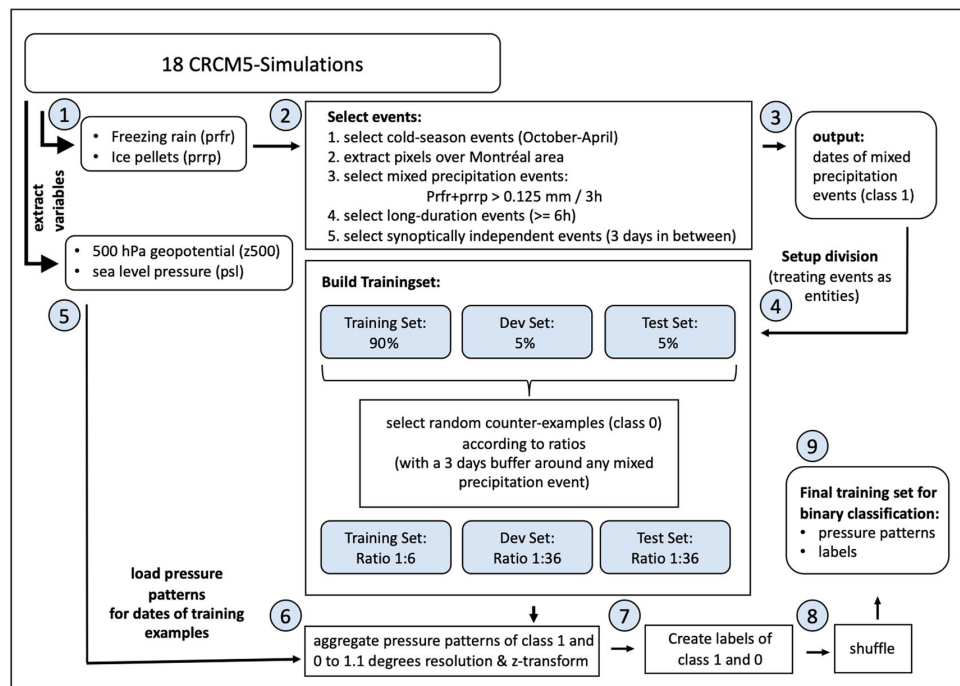 18 CRCM5-Simulations
1
• Freezing rain (prfr)
• Ice pellets (prrp)
extract
variables
• 500 hPa geopotential (z500)
• sea level pressure (psl)
2
Select events:
1. select cold-season events (October-April)
2. extract pixels over Montréal area
3. select mixed precipitation events:
Prfr+prrp > 0.125 mm / 3h
4. select long-duration events (>= 6h)
5. select synoptically independent events (3 days in between)
3
output:
dates of mixed
precipitation
events (class 1)
Setup division
(treating events as
entities)
4
Build Trainingset:
Training Set:
90%
Dev Set:
5%
Test Set:
5%
select random counter-examples (class 0)
according to ratios
(with a 3 days buffer around any mixed
precipitation event)
Training Set:
Ratio 1:6
Dev Set:
Ratio 1:36
Test Set:
Ratio 1:36
5
load pressure
patterns
for dates of training
examples
6
aggregate pressure patterns of class 1 and
0 to 1.1 degrees resolution & z-transform
7
Create labels of
class 1 and 0
8
shuffle
9
Final training set for
binary classification:
• pressure patterns
• labels